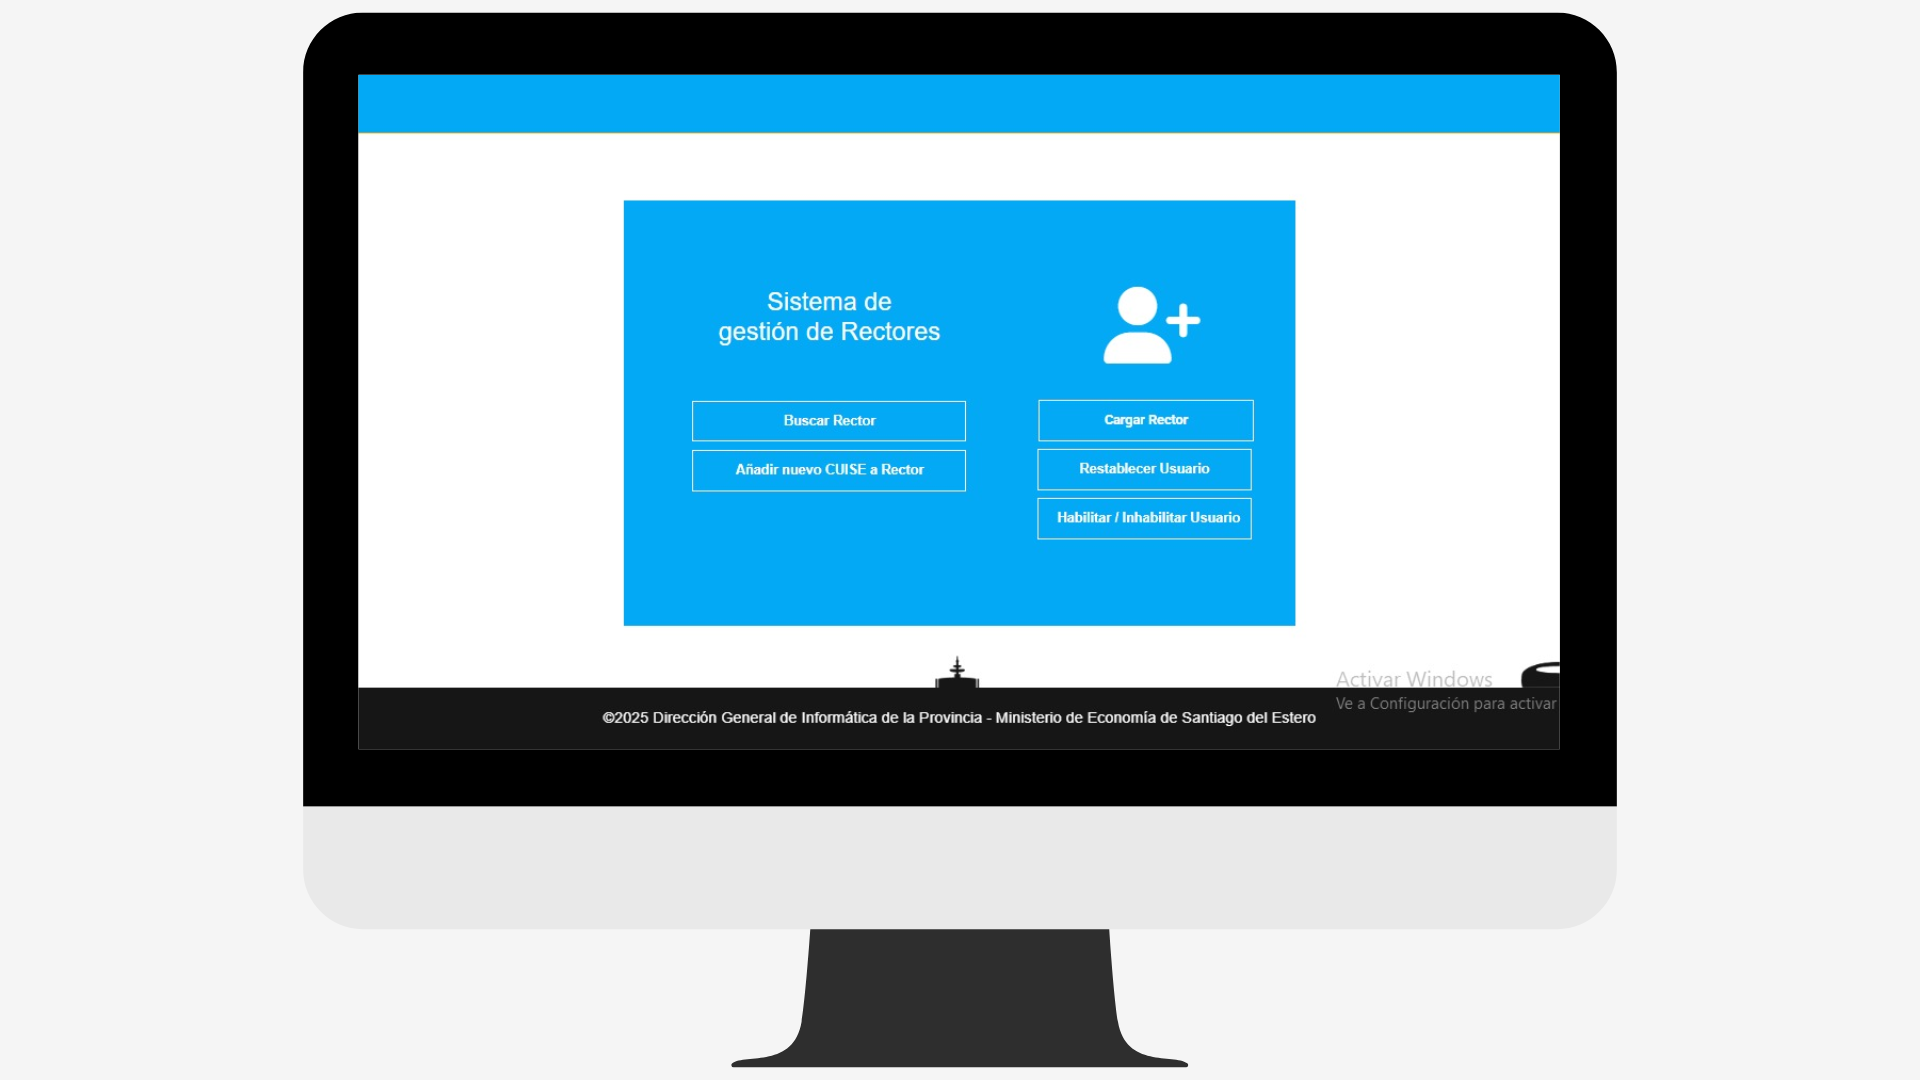 Sistema de
gestión de Rectores
Buscar Rector
Añadir nuevo CUISE a Rector
Cargar Rector
Restablecer Usuario
Habilitar / Inhabilitar Usuario
Activar Windows
Ve a Configuración para activar
©2025 Dirección General de Informática de la Provincia - Ministerio de Economía de Santiago del Estero